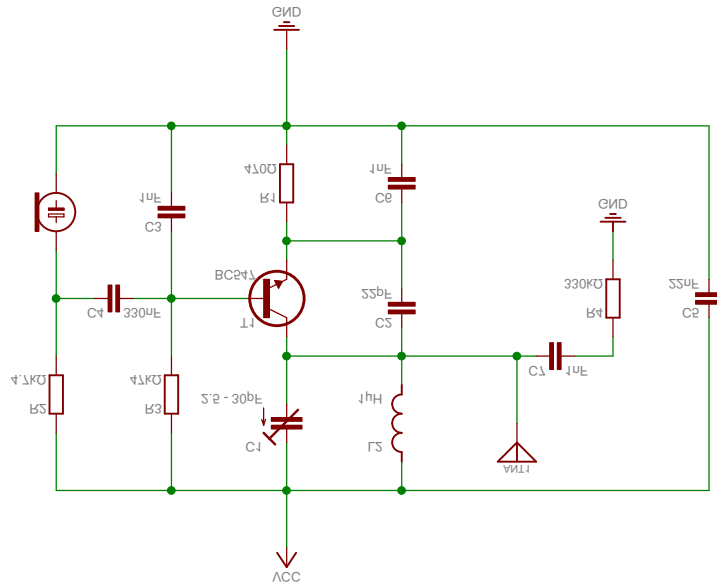 GND
470Ω
R1
1nF
C6
1nF
C3
GND
BC547
T1
22pF
C2
330kΩ
R4
22nF
C5
C4
330nF
C7
1nF
4.7kΩ
R2
47kΩ
R3
2.5 - 30pF
C1
1µH
L2
ANT1
VCC